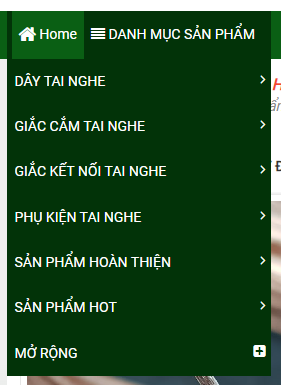 Home DANH MỤC SẢN PHẨM
DÂY TAI NGHE
GIẮC CẮM TAI NGHE
GIẮC KẾT NỐI TAI NGHE
PHỤ KIỆN TAI NGHE
SẢN PHẨM HOÀN THIỆN
SẢN PHẨM HOT
MỞ RỘNG